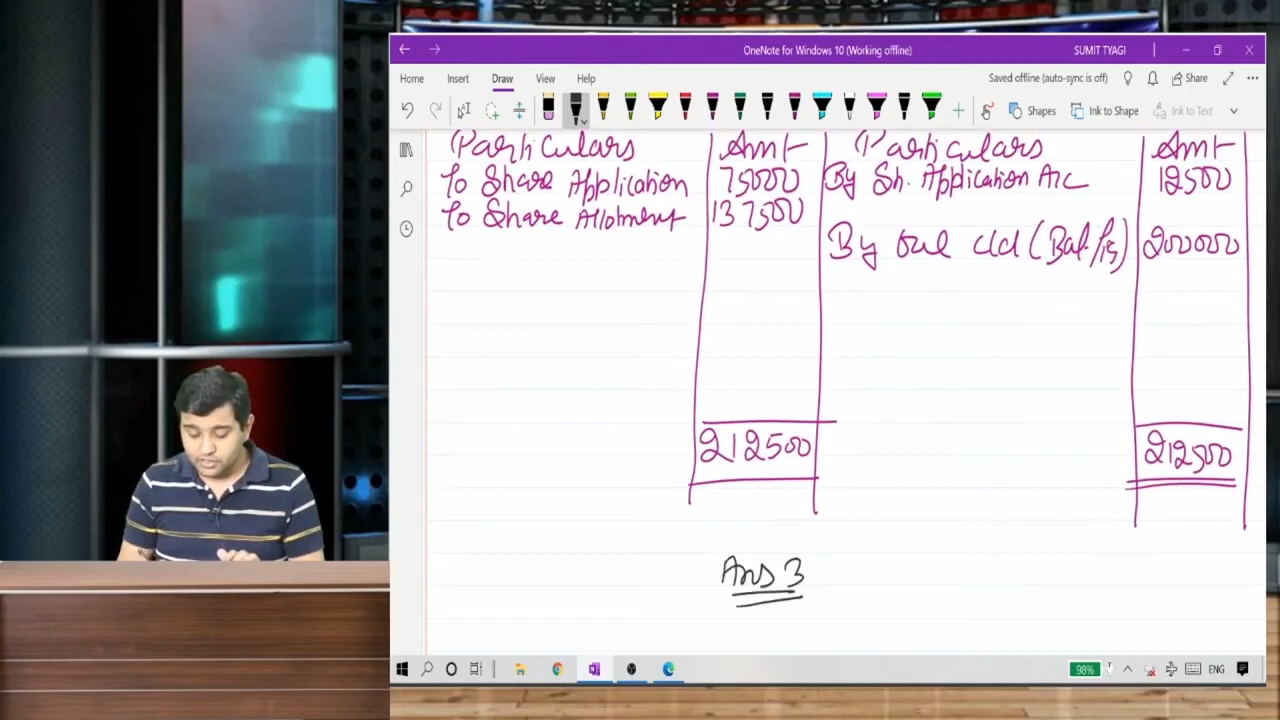 OneNote for Windows 10 (Working offline) SUMIT TYAGI
Home Insert Draw View Help Saved offline (auto-sync is off) Share
Shapes Ink to Shape Ink to Text
Particulars Amt Particulars Amt
To Share Application 75000 By Sh. Application A/c 12500
To Share Allotment 137500
By bal c/d (Bal. fig) 200000
212500 212500
Ans 3
98% ENG